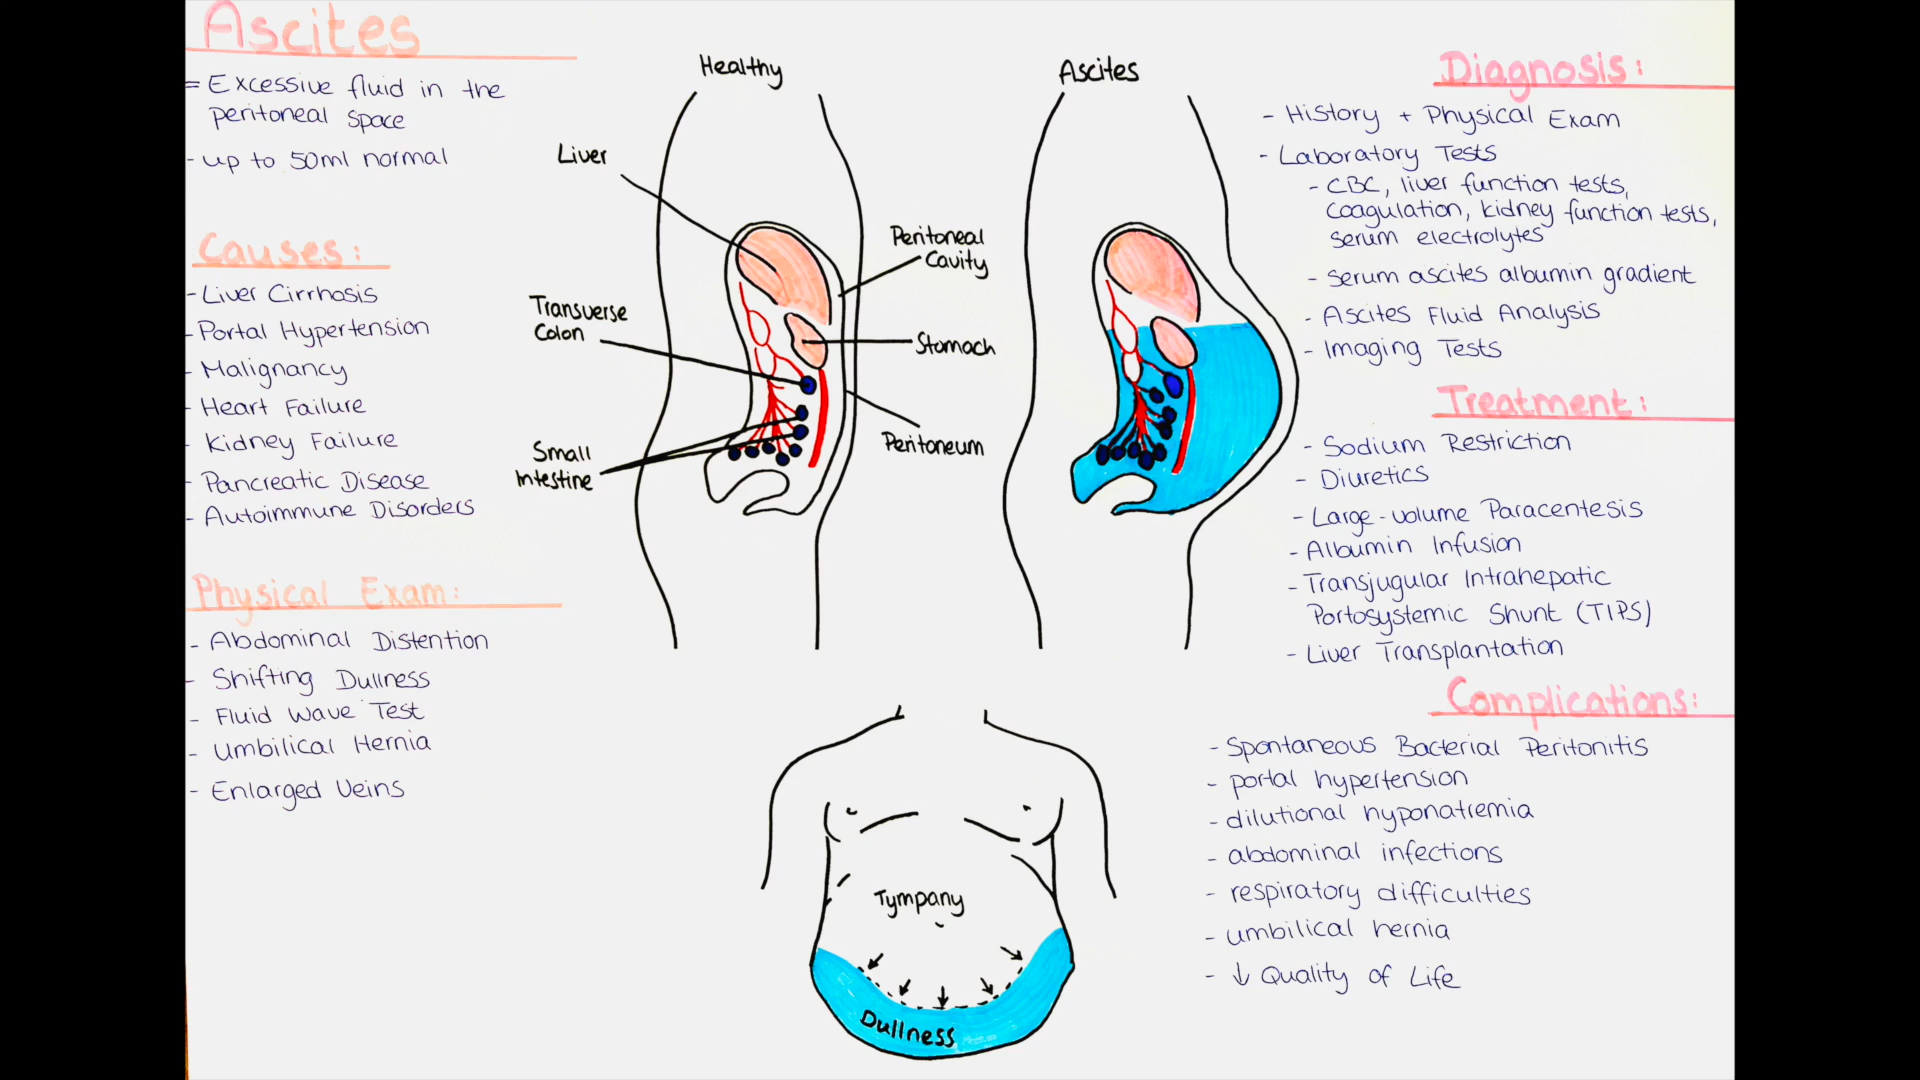 Ascites
= Excessive fluid in the
peritoneal space
- up to 50ml normal
Causes:
- Liver Cirrhosis
- Portal Hypertension
- Malignancy
- Heart Failure
- Kidney Failure
- Pancreatic Disease
- Autoimmune Disorders
Physical Exam:
- Abdominal Distention
- Shifting Dullness
- Fluid Wave Test
- Umbilical Hernia
- Enlarged Veins
Healthy
Liver
Peritoneal
Cavity
Transverse
Colon
Stomach
Small
Intestine
Peritoneum
Ascites
Tympany
Dullness
Diagnosis:
- History + Physical Exam
- Laboratory Tests
- CBC, liver function tests,
coagulation, kidney function tests,
serum electrolytes
- Serum ascites albumin gradient
- Ascites Fluid Analysis
- Imaging Tests
Treatment:
- Sodium Restriction
- Diuretics
- Large-volume Paracentesis
- Albumin Infusion
- Transjugular Intrahepatic
Portosystemic Shunt (TIPS)
- Liver Transplantation
Complications:
- Spontaneous Bacterial Peritonitis
- portal hypertension
- dilutional hyponatremia
- abdominal infections
- respiratory difficulties
- umbilical hernia
- ↓ Quality of Life